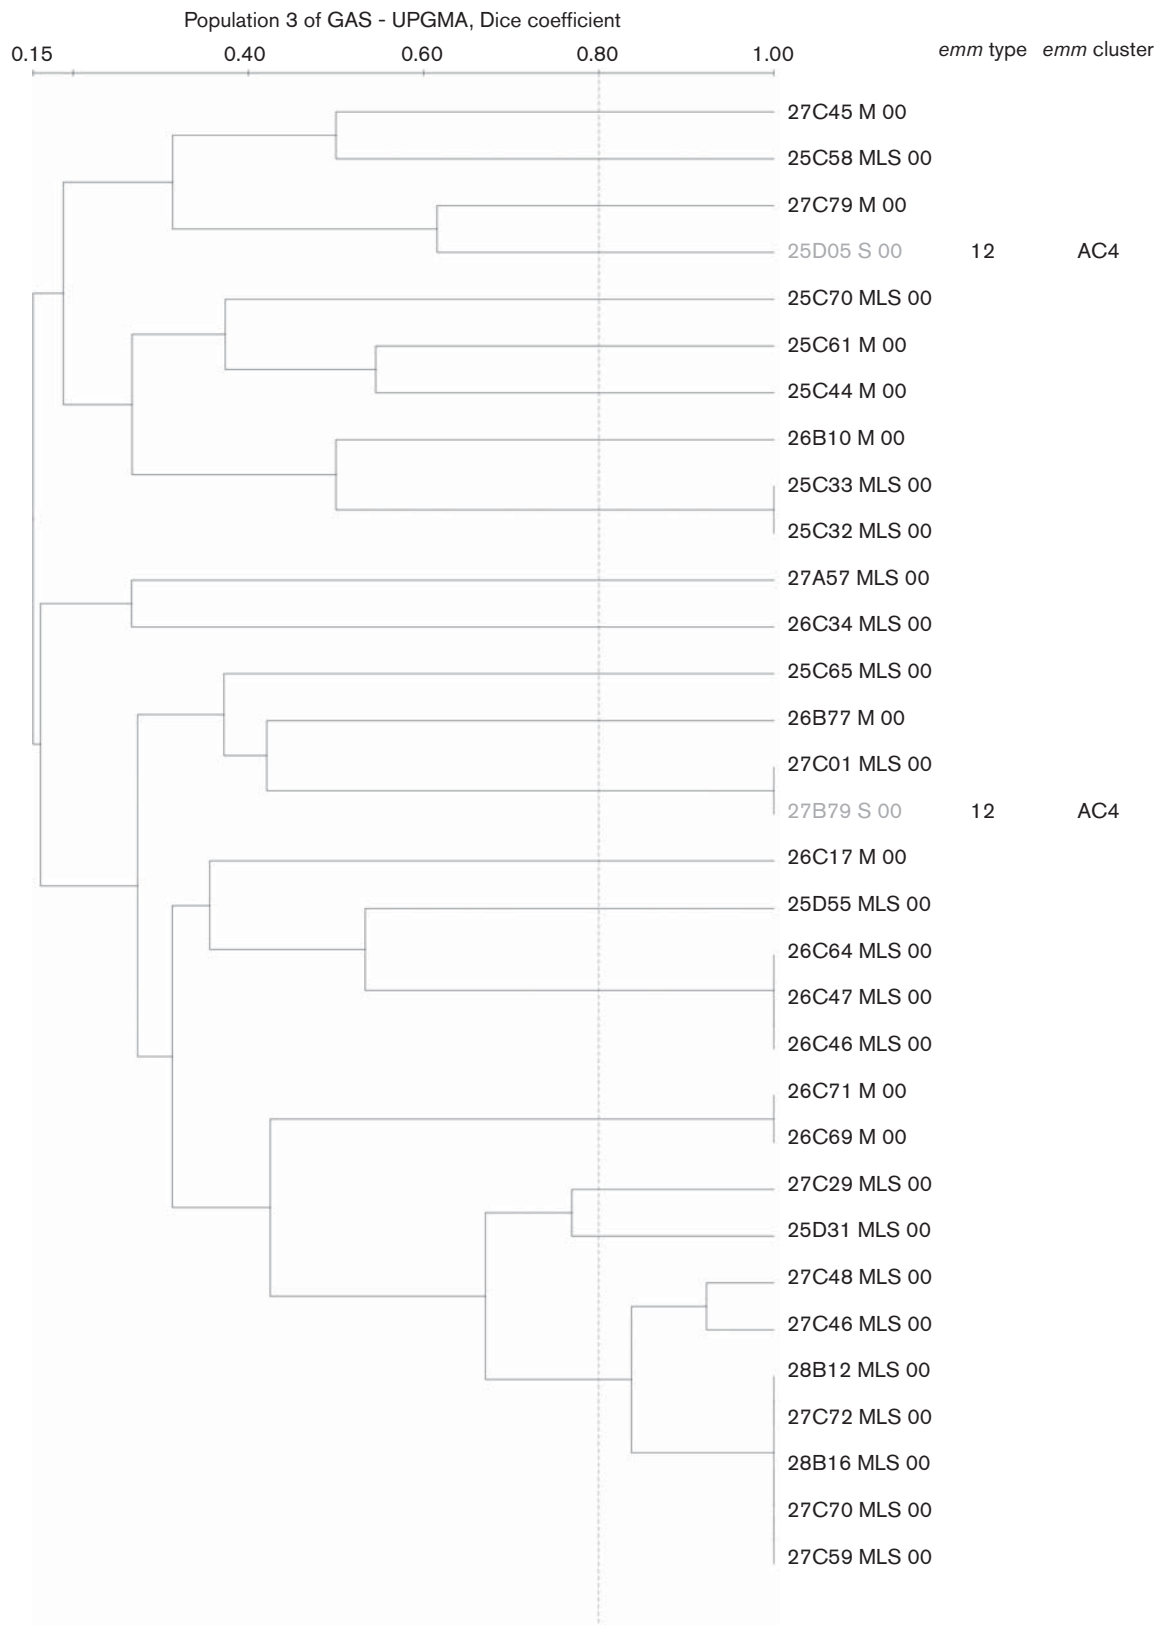 Population 3 of GAS - UPGMA, Dice coefficient
0.15 0.40 0.60 0.80 1.00 emm type emm cluster
27C45 M 00
25C58 MLS 00
27C79 M 00
25D05 S 00 12 AC4
25C70 MLS 00
25C61 M 00
25C44 M 00
26B10 M 00
25C33 MLS 00
25C32 MLS 00
27A57 MLS 00
26C34 MLS 00
25C65 MLS 00
26B77 M 00
27C01 MLS 00
27B79 S 00 12 AC4
26C17 M 00
25D55 MLS 00
26C64 MLS 00
26C47 MLS 00
26C46 MLS 00
26C71 M 00
26C69 M 00
27C29 MLS 00
25D31 MLS 00
27C48 MLS 00
27C46 MLS 00
28B12 MLS 00
27C72 MLS 00
28B16 MLS 00
27C70 MLS 00
27C59 MLS 00